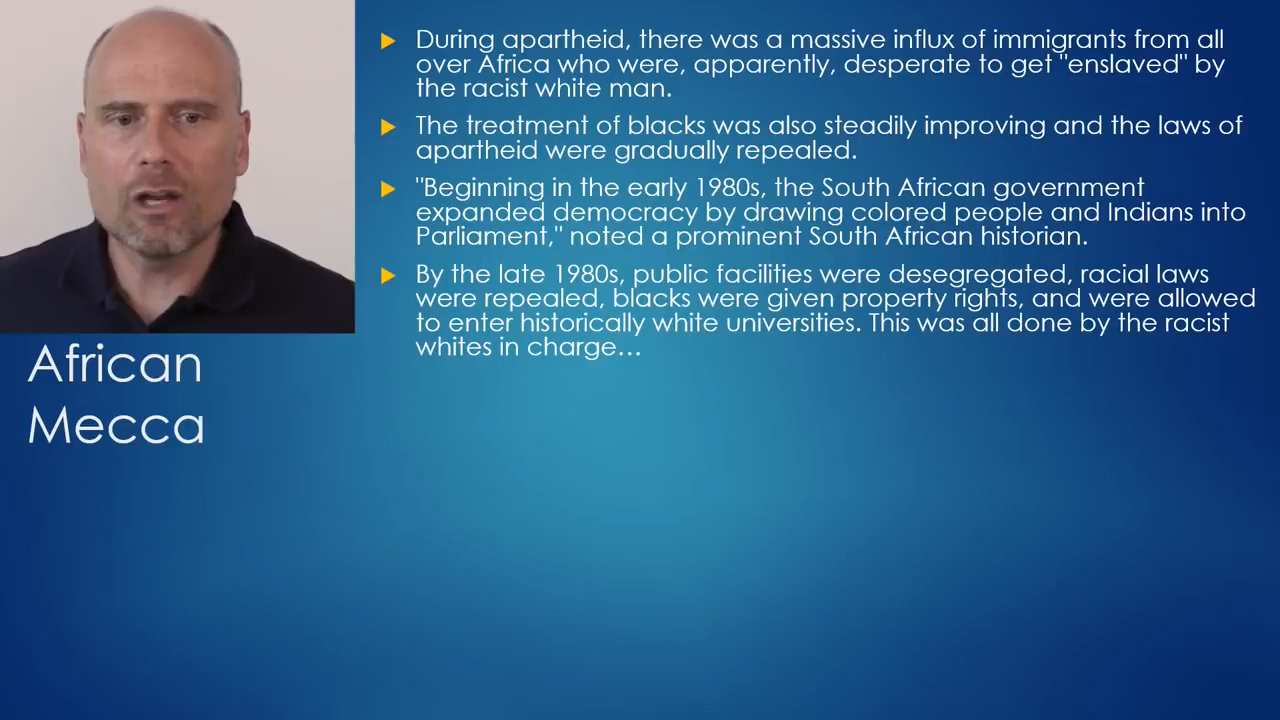 During apartheid, there was a massive influx of immigrants from all
over Africa who were, apparently, desperate to get "enslaved" by
the racist white man.
The treatment of blacks was also steadily improving and the laws of
apartheid were gradually repealed.
"Beginning in the early 1980s, the South African government
expanded democracy by drawing colored people and Indians into
Parliament," noted a prominent South African historian.
By the late 1980s, public facilities were desegregated, racial laws
were repealed, blacks were given property rights, and were allowed
to enter historically white universities. This was all done by the racist
whites in charge…
African
Mecca